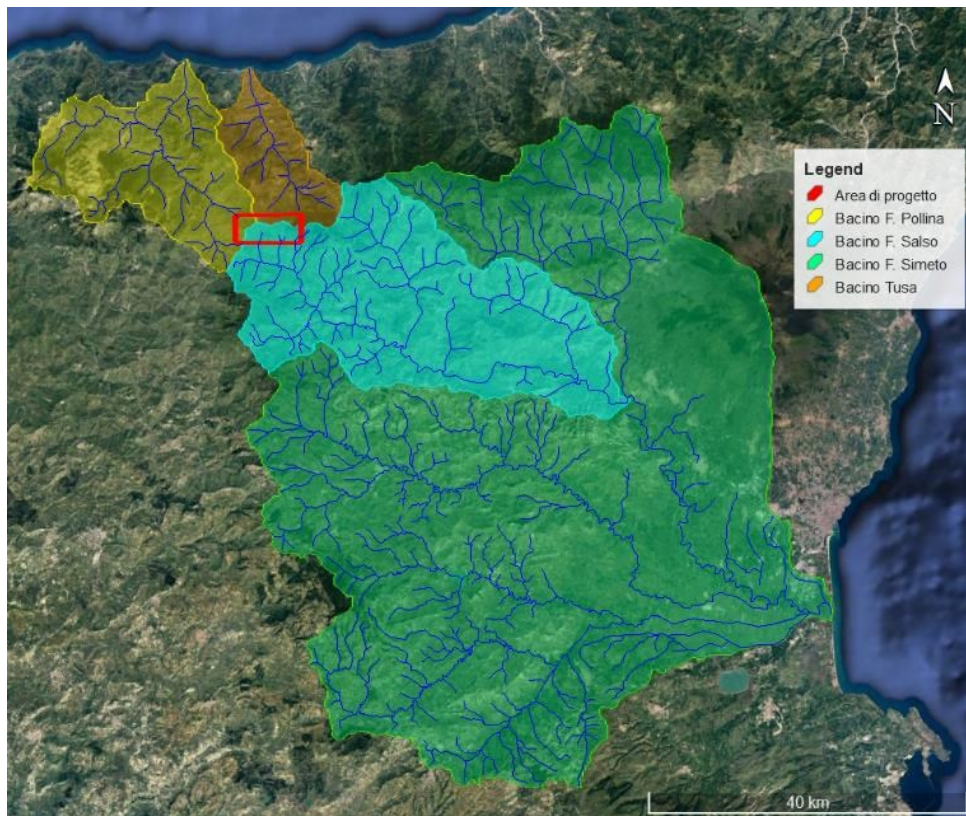 N
Legend
Area di progetto
Bacino F. Pollina
Bacino F. Salso
Bacino F. Simeto
Bacino Tusa
40 km